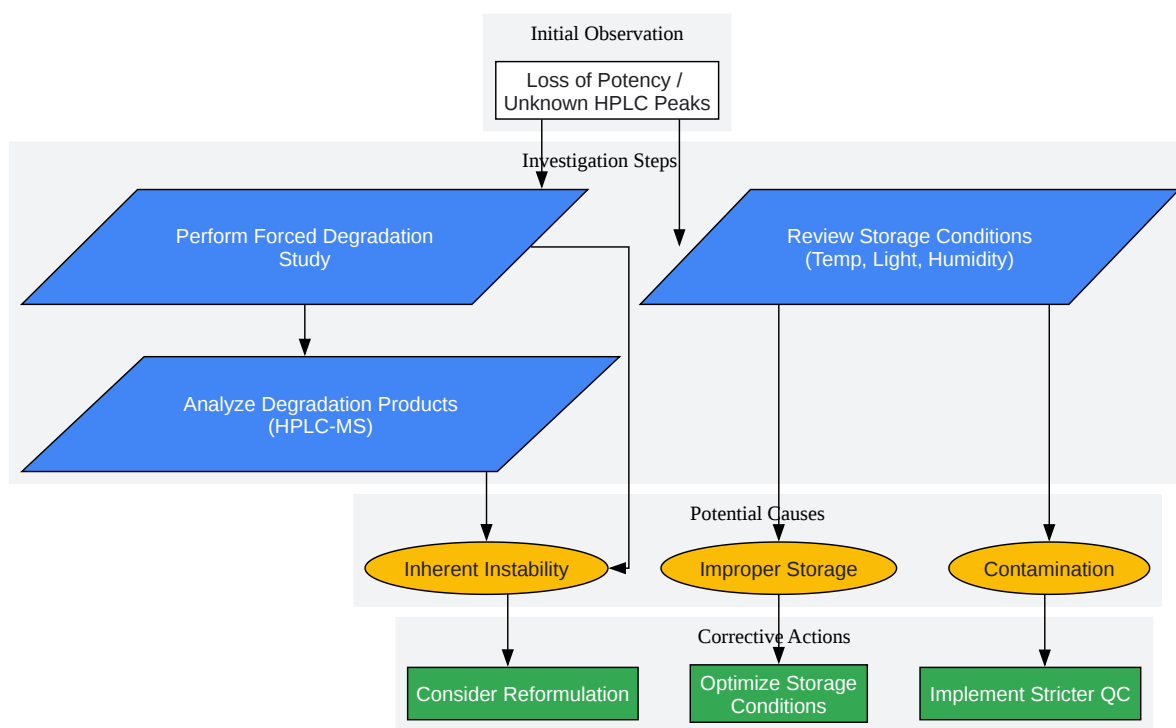 Initial Observation
Loss of Potency /
Unknown HPLC Peaks
Investigation Steps
Perform Forced Degradation
Study
Review Storage Conditions
(Temp, Light, Humidity)
Analyze Degradation Products
(HPLC-MS)
Potential Causes
Inherent Instability
Improper Storage
Contamination
Corrective Actions
Consider Reformulation
Optimize Storage
Conditions
Implement Stricter QC